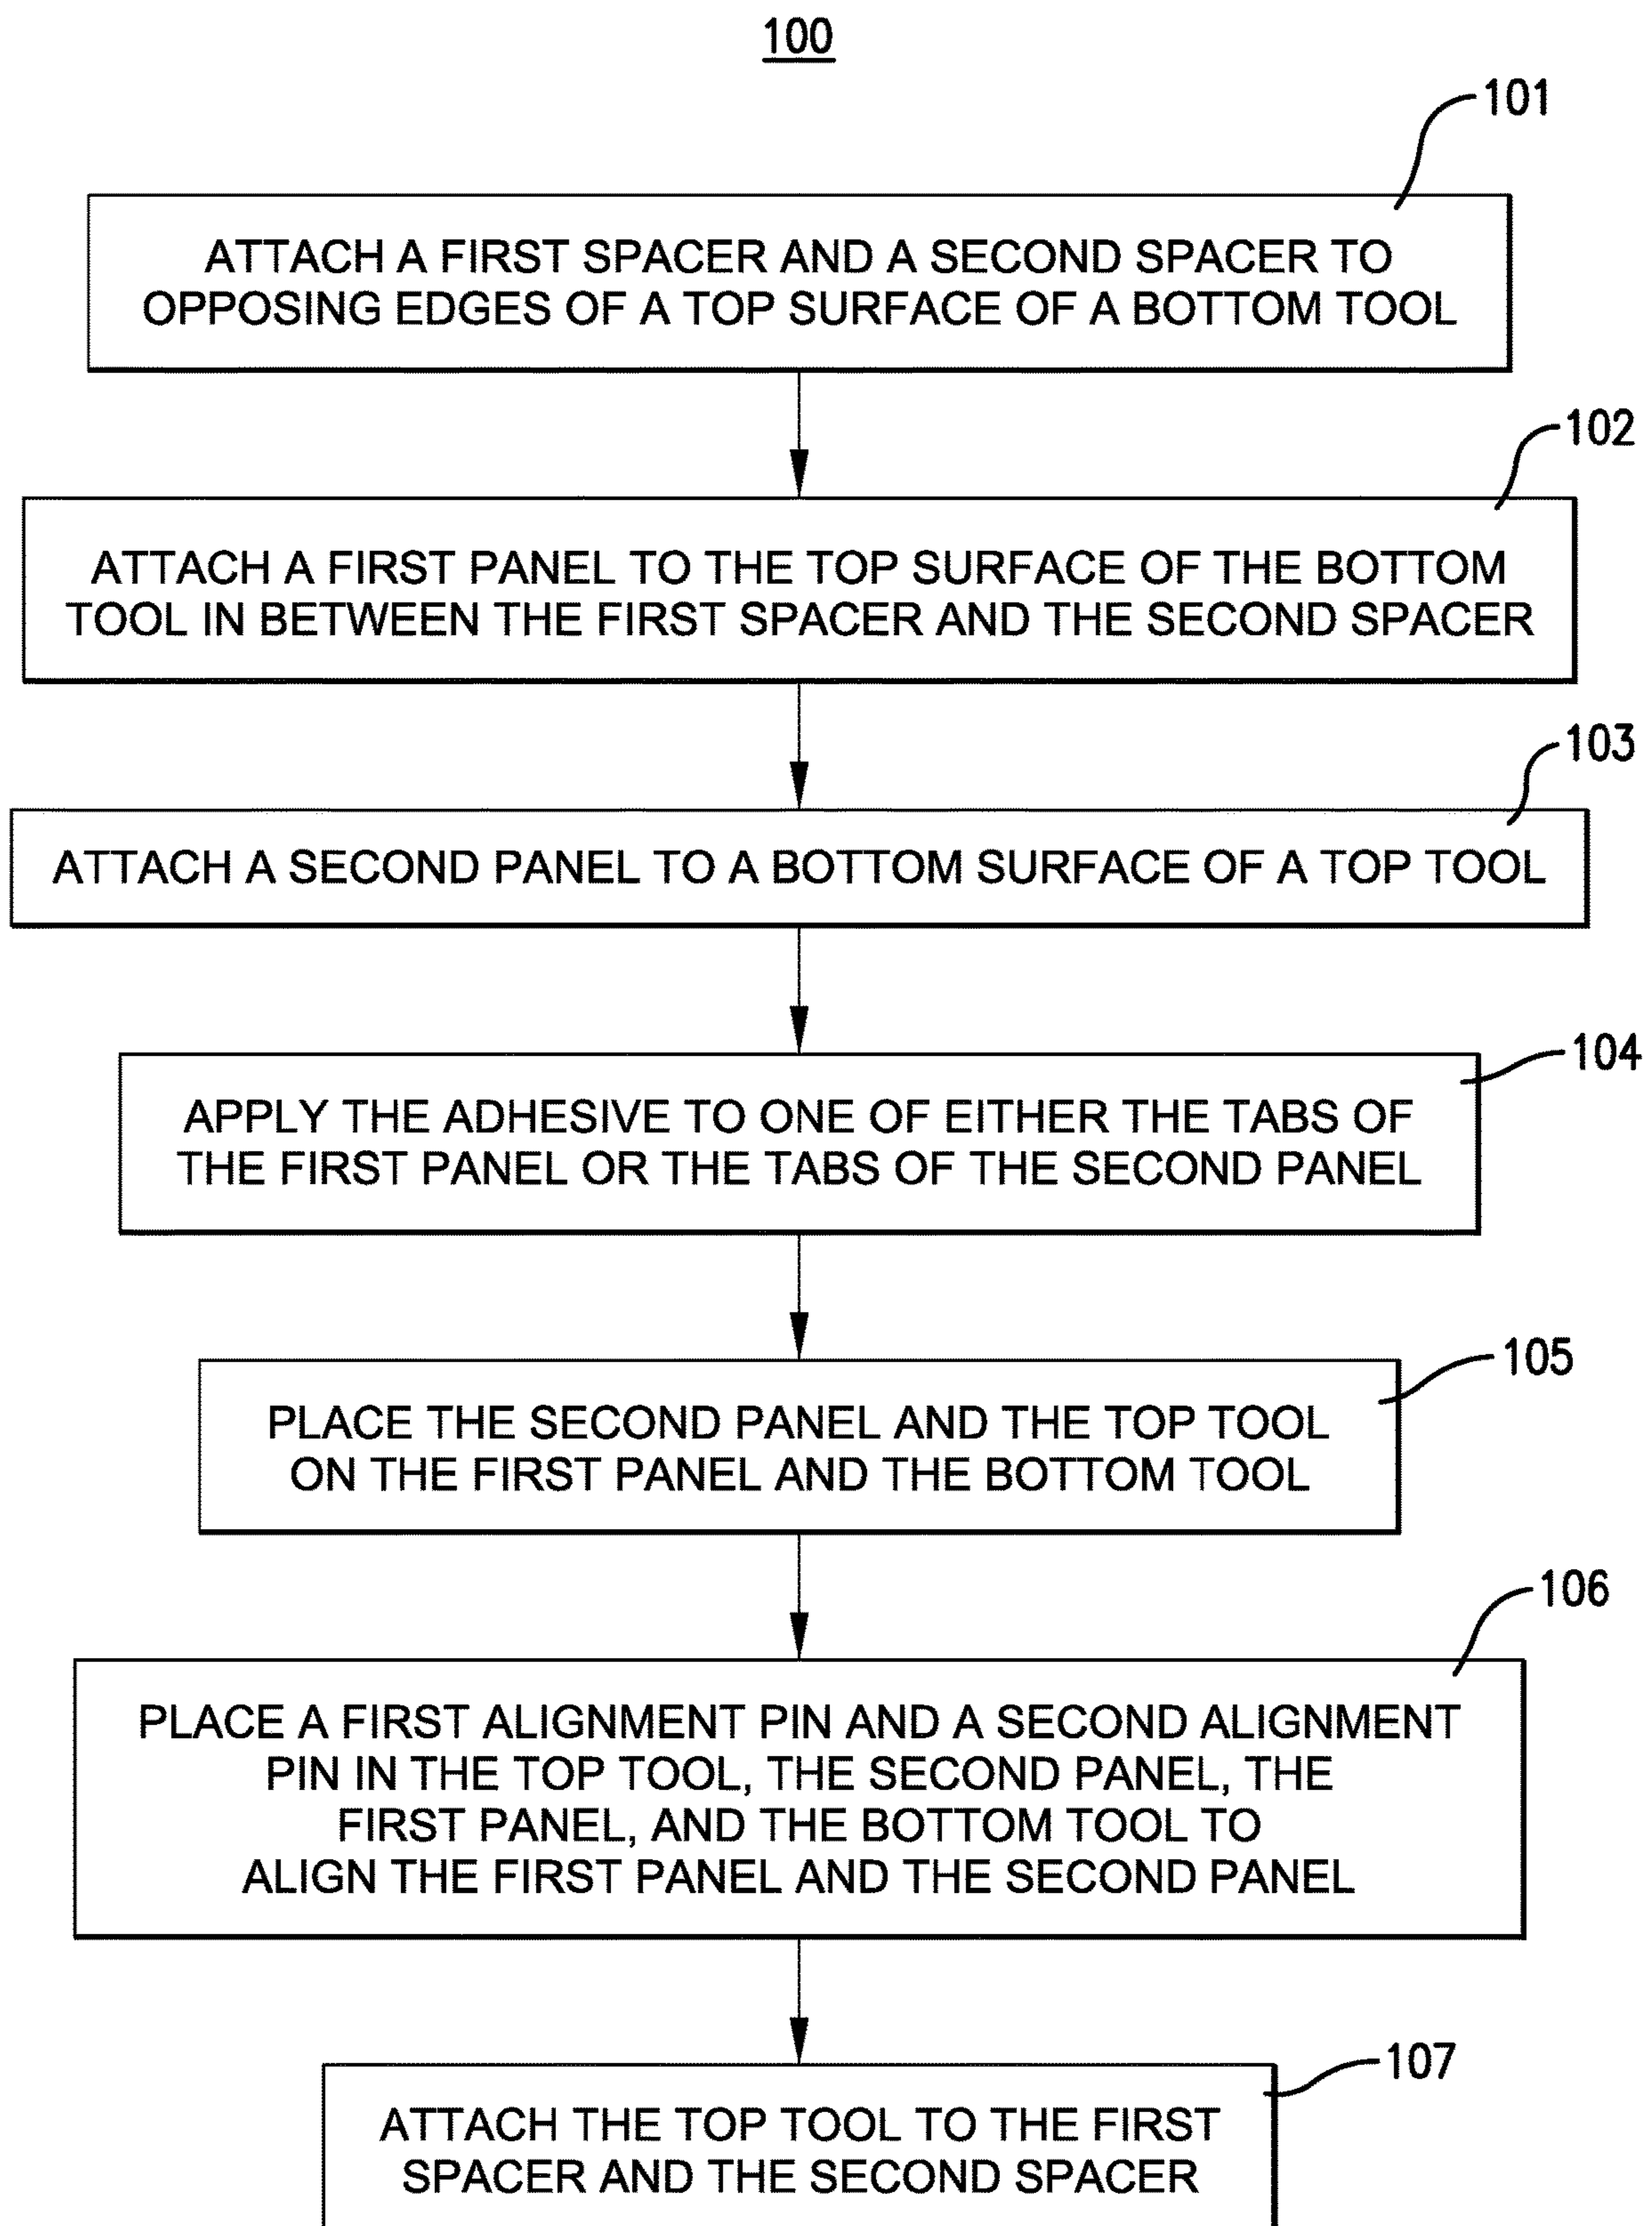 100
101
ATTACH A FIRST SPACER AND A SECOND SPACER TO
OPPOSING EDGES OF A TOP SURFACE OF A BOTTOM TOOL
102
ATTACH A FIRST PANEL TO THE TOP SURFACE OF THE BOTTOM
TOOL IN BETWEEN THE FIRST SPACER AND THE SECOND SPACER
103
ATTACH A SECOND PANEL TO A BOTTOM SURFACE OF A TOP TOOL
104
APPLY THE ADHESIVE TO ONE OF EITHER THE TABS OF
THE FIRST PANEL OR THE TABS OF THE SECOND PANEL
105
PLACE THE SECOND PANEL AND THE TOP TOOL
ON THE FIRST PANEL AND THE BOTTOM TOOL
106
PLACE A FIRST ALIGNMENT PIN AND A SECOND ALIGNMENT
PIN IN THE TOP TOOL, THE SECOND PANEL, THE
FIRST PANEL, AND THE BOTTOM TOOL TO
ALIGN THE FIRST PANEL AND THE SECOND PANEL
107
ATTACH THE TOP TOOL TO THE FIRST
SPACER AND THE SECOND SPACER